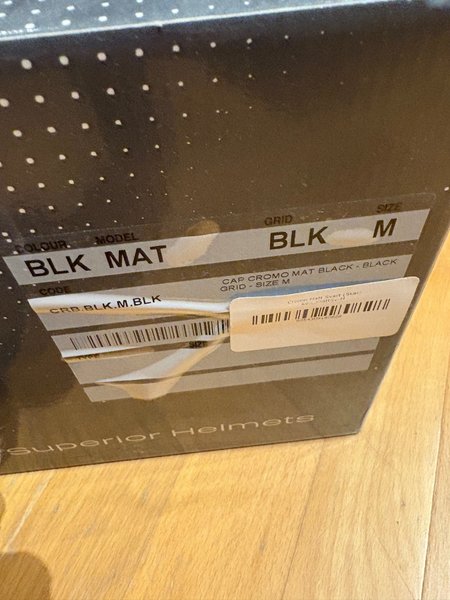 COLOUR MODEL GRID SIZE
BLK MAT BLK M
CODE
CRB.BLK.M.BLK
CAP CROMO MAT BLACK - BLACK
GRID - SIZE M
SIZE
Superior Helmets